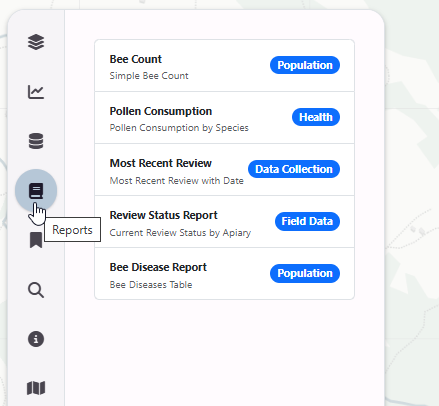 Bee Count
Simple Bee Count
Population
Pollen Consumption
Pollen Consumption by Species
Health
Most Recent Review
Most Recent Review with Date
Data Collection
Review Status Report
Current Review Status by Apiary
Field Data
Bee Disease Report
Bee Diseases Table
Population
Reports